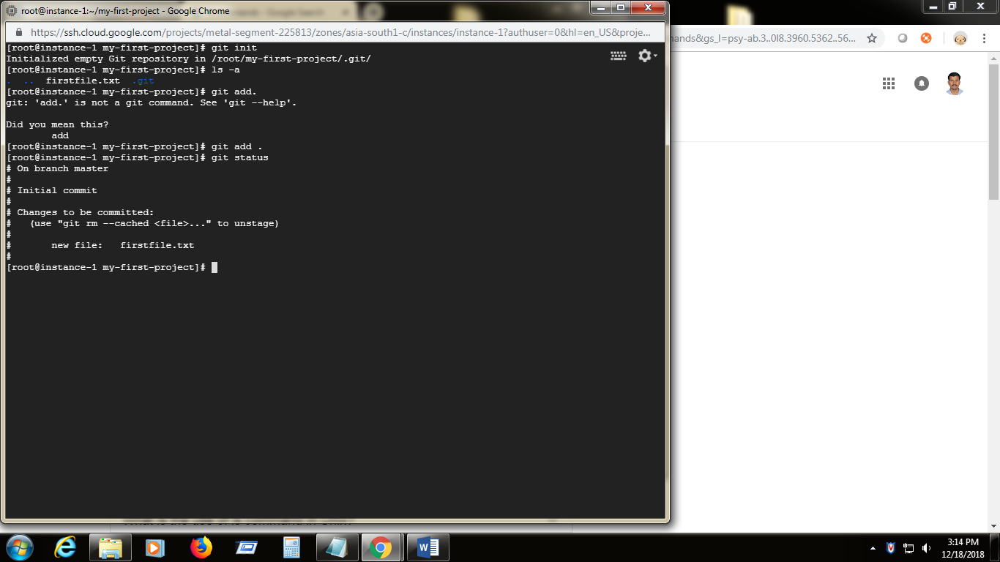 root@instance-1:~/my-first-project - Google Chrome
https://ssh.cloud.google.com/projects/metal-segment-225813/zones/asia-south1-c/instances/instance-1?authuser=0&hl=en_US&proje...
mands&gs_l=psy-ab.3..0l8.3960.5362..56...
[root@instance-1 my-first-project]# git init
Initialized empty Git repository in /root/my-first-project/.git/
[root@instance-1 my-first-project]# ls -a
.  ..  firstfile.txt  .git
[root@instance-1 my-first-project]# git add.
git: 'add.' is not a git command. See 'git --help'.
Did you mean this?
        add
[root@instance-1 my-first-project]# git add .
[root@instance-1 my-first-project]# git status
# On branch master
#
# Initial commit
#
# Changes to be committed:
#   (use "git rm --cached <file>..." to unstage)
#
#       new file:   firstfile.txt
#
[root@instance-1 my-first-project]#
3:14 PM
12/18/2018